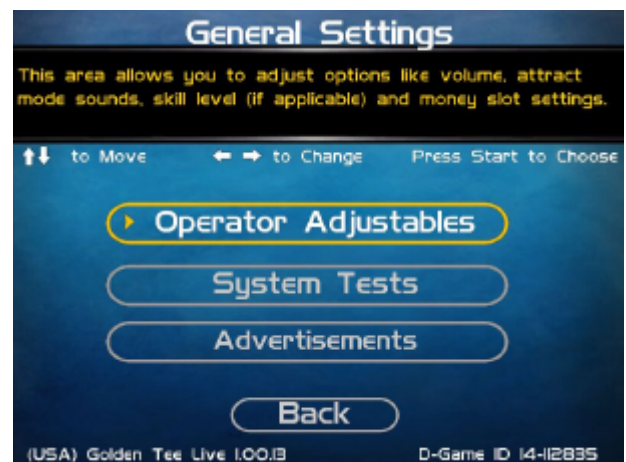 General Settings
This area allows you to adjust options like volume, attract
mode sounds, skill level (if applicable) and money slot settings.
↑↓ to Move ← → to Change Press Start to Choose
Operator Adjustables
System Tests
Advertisements
Back
(USA) Golden Tee Live 1.00.13 D-Game ID 14-112835